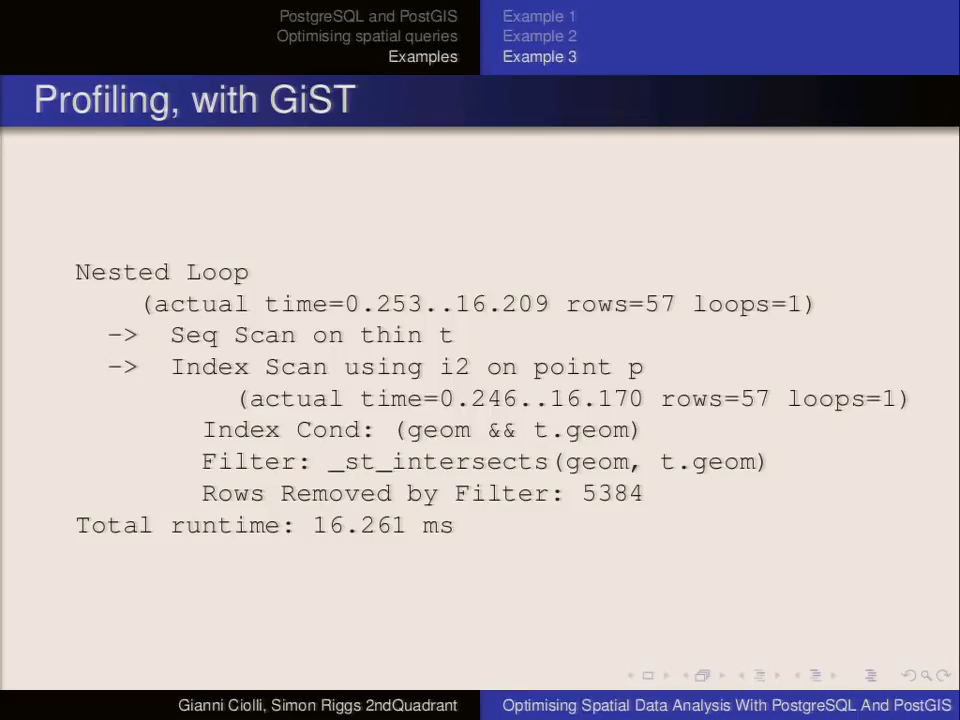 PostgreSQL and PostGIS
Optimising spatial queries
Examples
Example 1
Example 2
Example 3
Profiling, with GiST
Nested Loop
(actual time=0.253..16.209 rows=57 loops=1)
-> Seq Scan on thin t
-> Index Scan using i2 on point p
(actual time=0.246..16.170 rows=57 loops=1)
Index Cond: (geom && t.geom)
Filter: _st_intersects(geom, t.geom)
Rows Removed by Filter: 5384
Total runtime: 16.261 ms
Gianni Ciolli, Simon Riggs 2ndQuadrant
Optimising Spatial Data Analysis With PostgreSQL And PostGIS